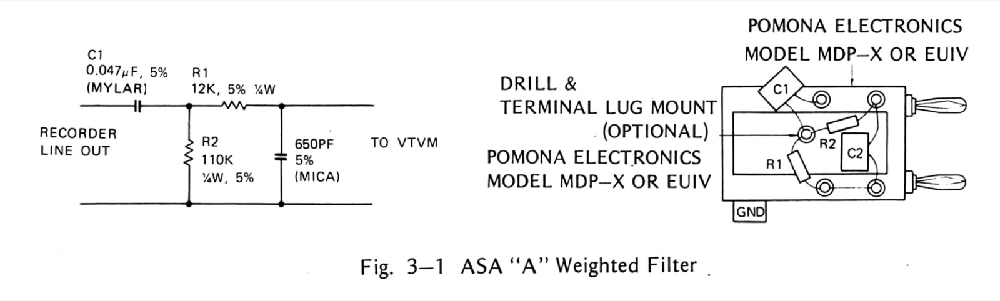 C1
0.047µF, 5%
(MYLAR)
R1
12K, 5% ¼W
RECORDER
LINE OUT
R2
110K
¼W, 5%
650PF
5%
(MICA)
TO VTVM
POMONA ELECTRONICS
MODEL MDP–X OR EUIV
DRILL &
TERMINAL LUG MOUNT
(OPTIONAL)
POMONA ELECTRONICS
MODEL MDP–X OR EUIV
C1
R2
C2
R1
GND
Fig. 3–1 ASA “A” Weighted Filter